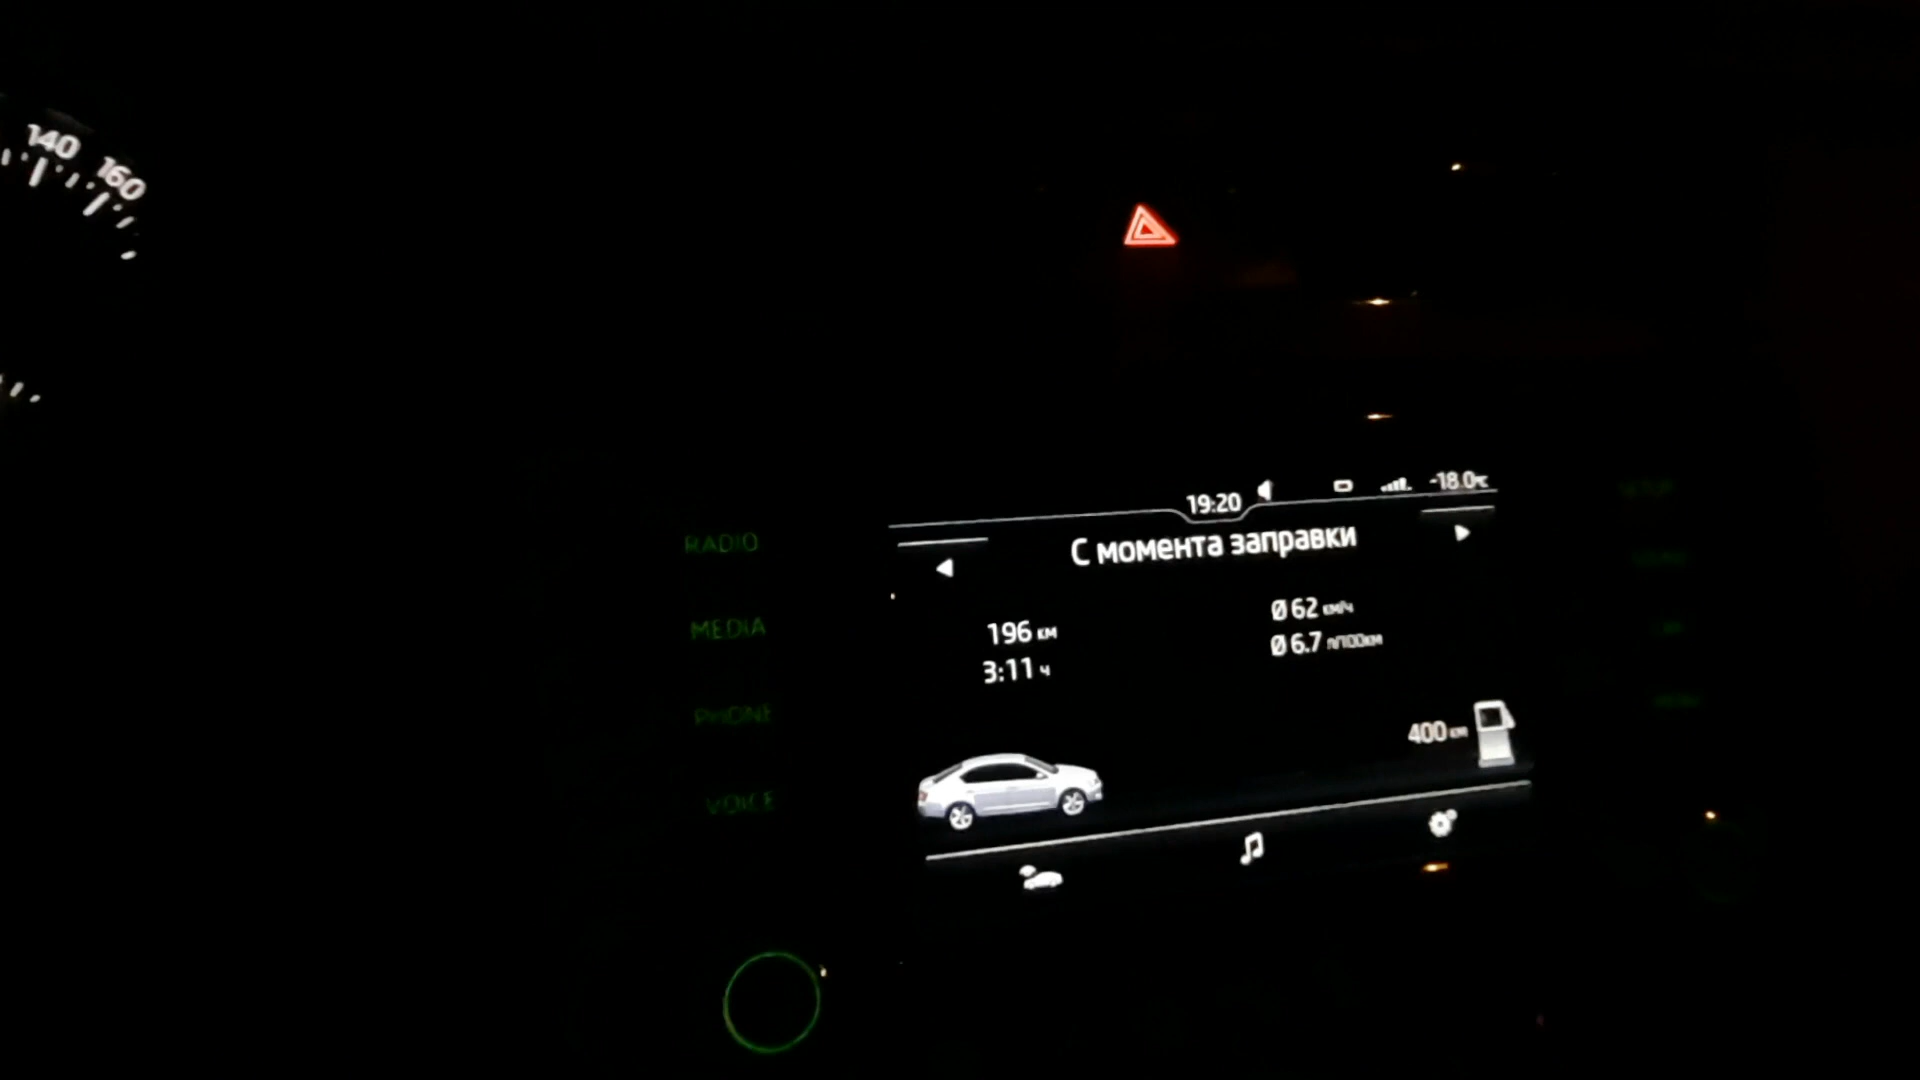 140
160
19:20
-18.0℃
С момента заправки
196 км
3:11 ч
Ø 62 км/ч
Ø 6.7 л/100км
400 км
RADIO
MEDIA
PHONE
VOICE
SETUP